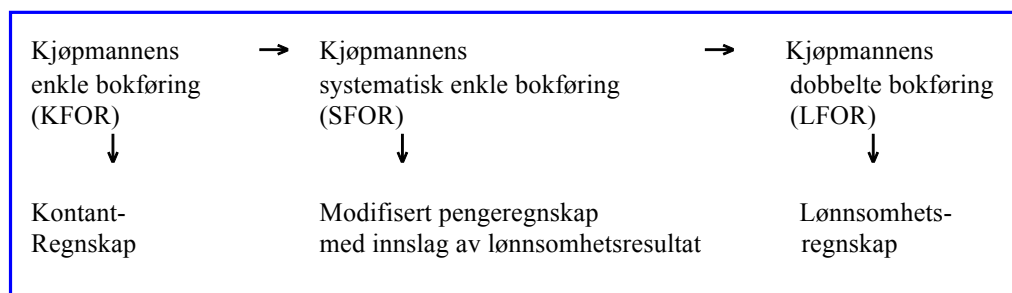 Kjøpmannens → Kjøpmannens → Kjøpmannens
enkle bokføring systematisk enkle bokføring dobbelte bokføring
(KFOR) (SFOR) (LFOR)
Kontant- Modifisert pengeregnskap Lønnsomhets-
Regnskap med innslag av lønnsomhetsresultat regnskap